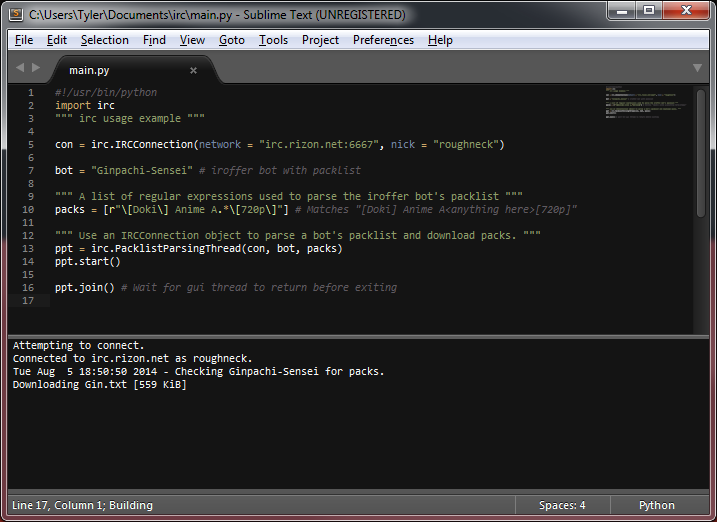 C:\Users\Tyler\Documents\irc\main.py - Sublime Text (UNREGISTERED)
File Edit Selection Find View Goto Tools Project Preferences Help
main.py
1 #!/usr/bin/python
2 import irc
3 """ irc usage example """
4
5 con = irc.IRCConnection(network = "irc.rizon.net:6667", nick = "roughneck")
6
7 bot = "Ginpachi-Sensei" # iroffer bot with packlist
8
9 """ A list of regular expressions used to parse the iroffer bot's packlist """
10 packs = [r"\[Doki\] Anime A.*\[720p\]"] # Matches "[Doki] Anime A<anything here>[720p]"
11
12 """ Use an IRCConnection object to parse a bot's packlist and download packs. """
13 ppt = irc.PacklistParsingThread(con, bot, packs)
14 ppt.start()
15
16 ppt.join() # Wait for gui thread to return before exiting
17
Attempting to connect.
Connected to irc.rizon.net as roughneck.
Tue Aug  5 18:50:50 2014 - Checking Ginpachi-Sensei for packs.
Downloading Gin.txt [559 KiB]
Line 17, Column 1; Building Spaces: 4 Python